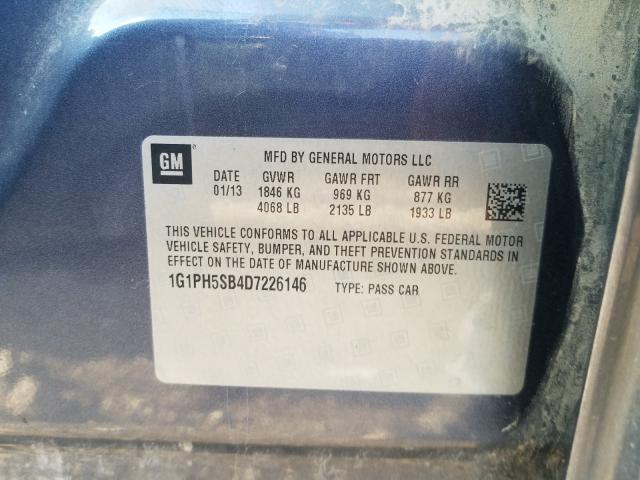 GM
MFD BY GENERAL MOTORS LLC
DATE GVWR GAWR FRT GAWR RR
01/13 1846 KG 969 KG 877 KG
4068 LB 2135 LB 1933 LB
THIS VEHICLE CONFORMS TO ALL APPLICABLE U.S. FEDERAL MOTOR
VEHICLE SAFETY, BUMPER, AND THEFT PREVENTION STANDARDS IN
EFFECT ON THE DATE OF MANUFACTURE SHOWN ABOVE.
1G1PH5SB4D7226146 TYPE: PASS CAR